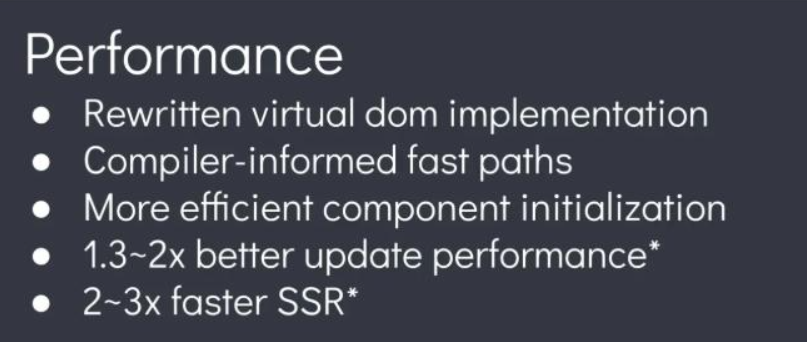 Performance
● Rewritten virtual dom implementation
● Compiler-informed fast paths
● More efficient component initialization
● 1.3~2x better update performance*
● 2~3x faster SSR*